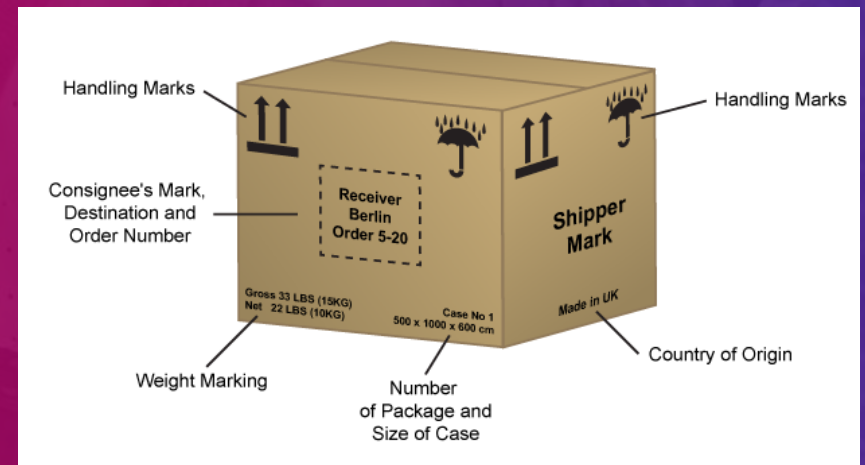 Handling Marks
Handling Marks
Consignee's Mark,
Destination and
Order Number
Receiver
Berlin
Order 5-20
Shipper
Mark
Gross 33 LBS (15KG)
Net 22 LBS (10KG)
Case No 1
500 x 1000 x 600 cm
Made in UK
Weight Marking
Number
of Package and
Size of Case
Country of Origin